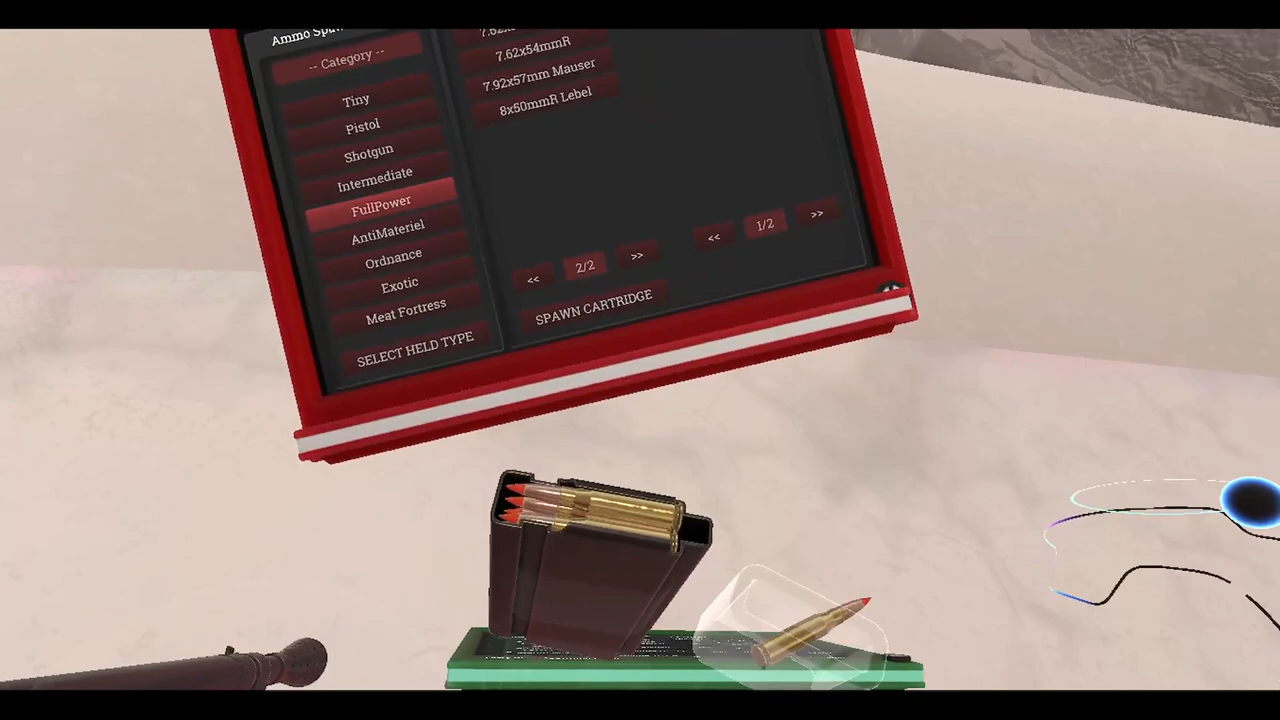 Ammo Spaw
-- Category --
Tiny
Pistol
Shotgun
Intermediate
FullPower
AntiMateriel
Ordnance
Exotic
Meat Fortress
SELECT HELD TYPE
7.62x54mmR
7.92x57mm Mauser
8x50mmR Lebel
<< 2/2 >>
<< 1/2 >>
SPAWN CARTRIDGE